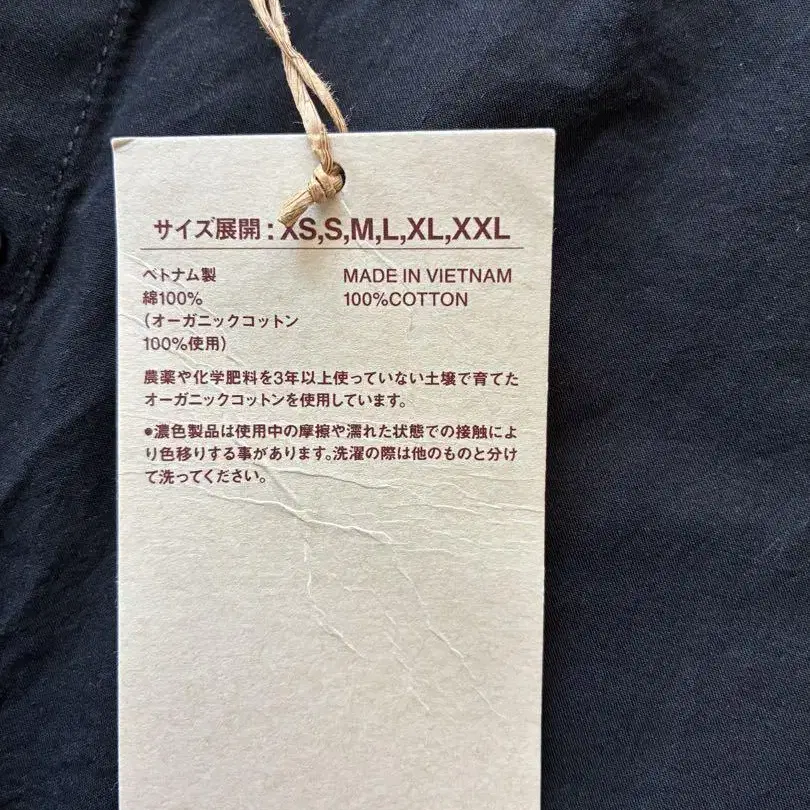 サイズ展開：XS,S,M,L,XL,XXL
ベトナム製 MADE IN VIETNAM
綿100% 100%COTTON
(オーガニックコットン
100%使用)
農薬や化学肥料を3年以上使っていない土壌で育てた
オーガニックコットンを使用しています。
●濃色製品は使用中の摩擦や濡れた状態での接触によ
り色移りする事があります。洗濯の際は他のものと分け
て洗ってください。